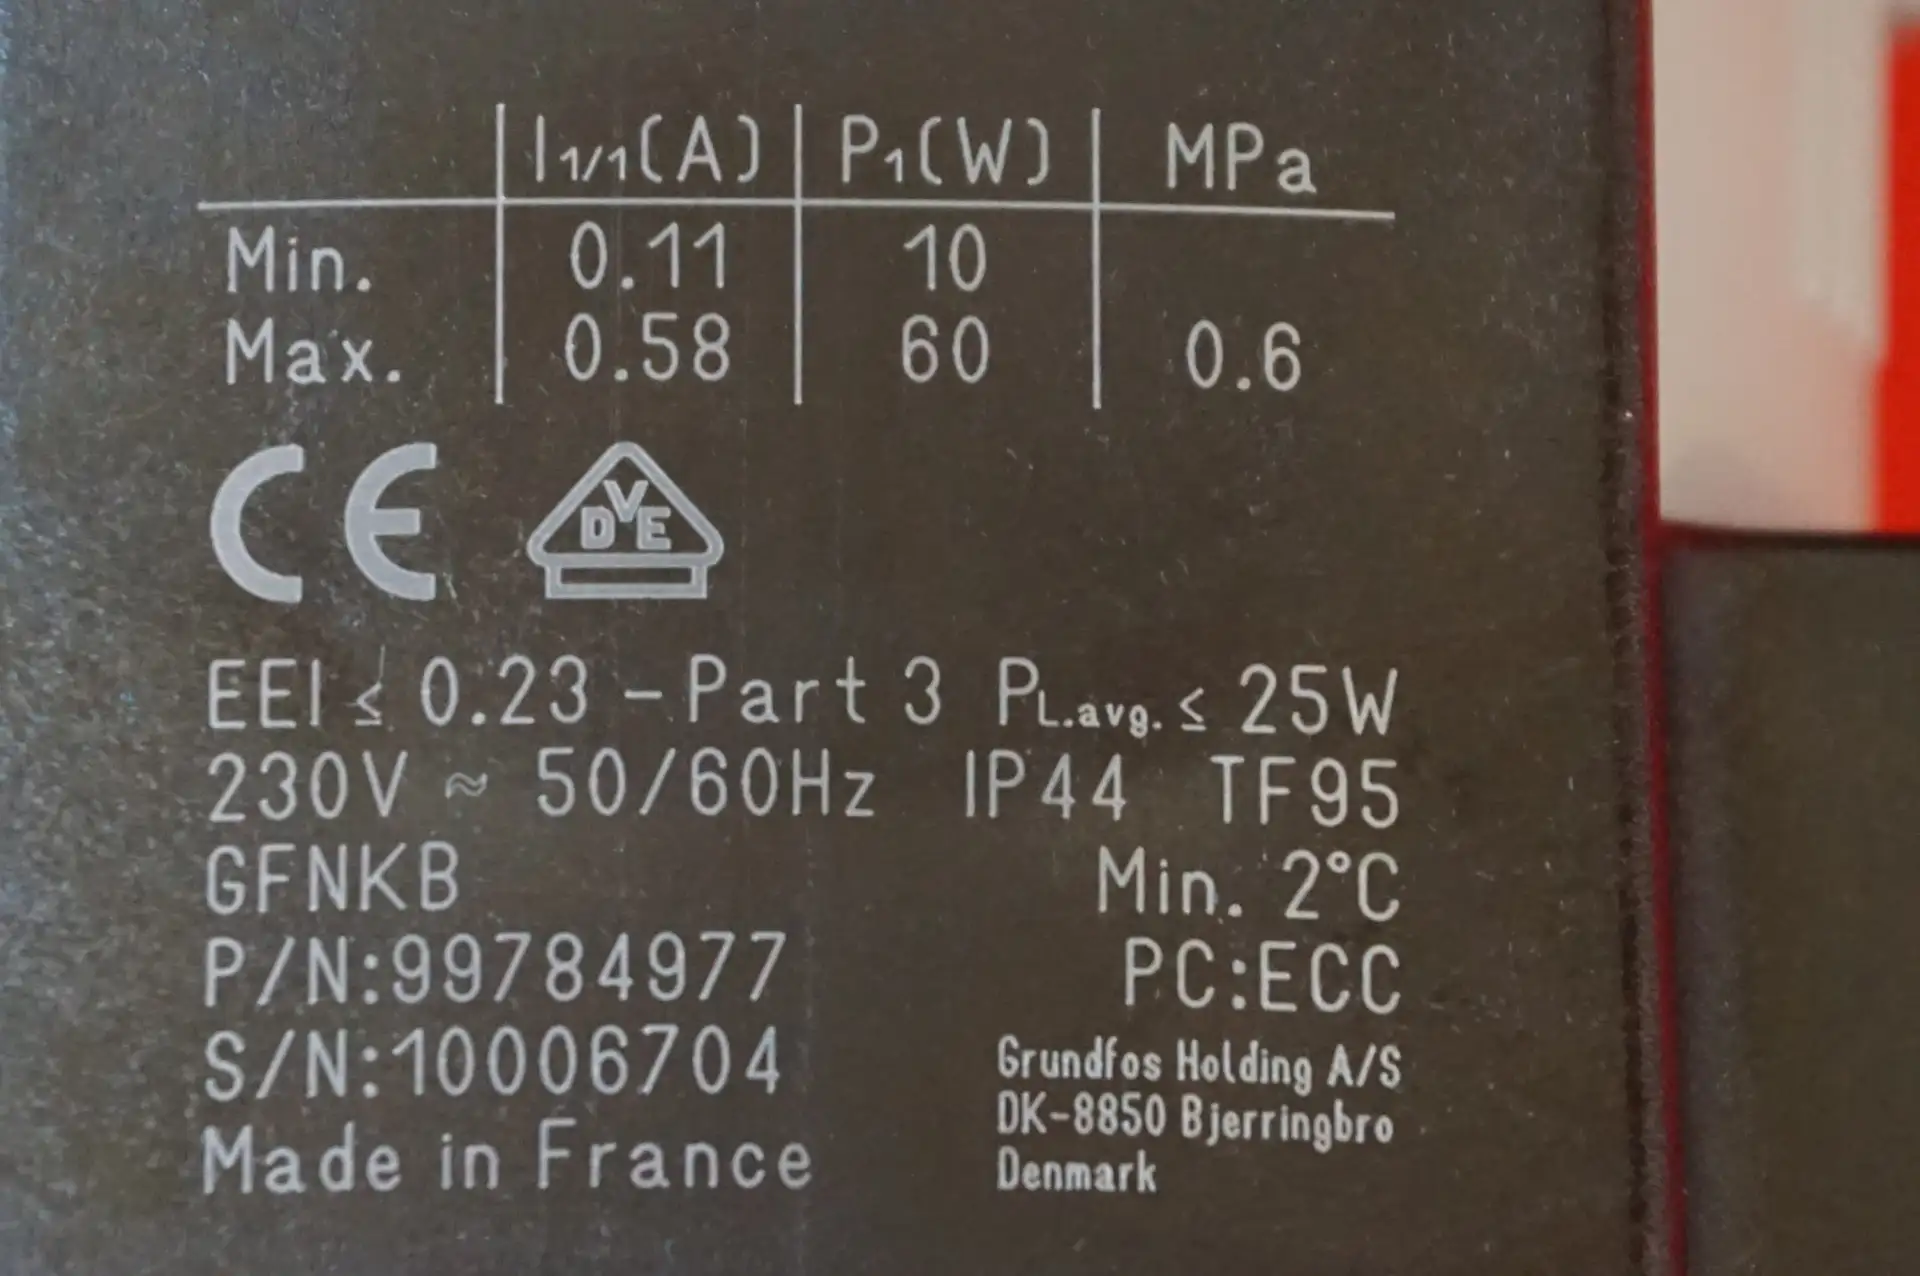 I1/1(A) P1(W) MPa
Min. 0.11 10
Max. 0.58 60 0.6
CE VDE
EEI ≤ 0.23 – Part 3 PL.avg. ≤ 25W
230V ≂ 50/60Hz IP44 TF95
GFNKB Min. 2°C
P/N:99784977 PC:ECC
S/N:10006704
Made in France
Grundfos Holding A/S
DK-8850 Bjerringbro
Denmark